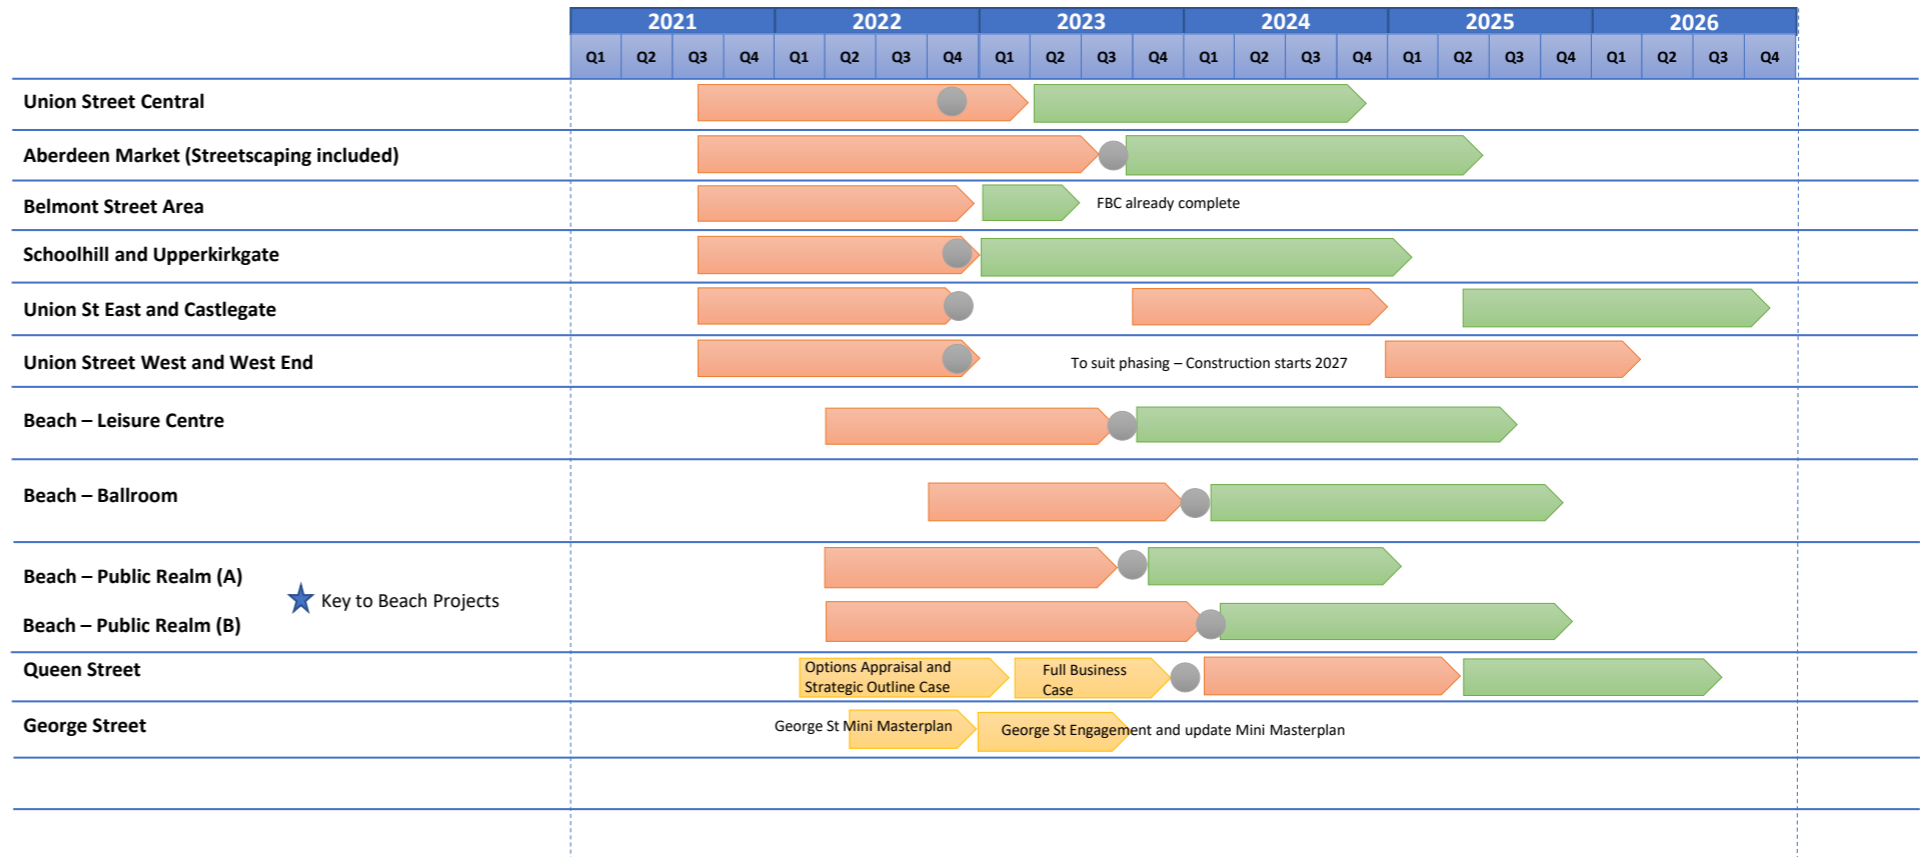 2021 2022 2023 2024 2025 2026
Q1 Q2 Q3 Q4 Q1 Q2 Q3 Q4 Q1 Q2 Q3 Q4 Q1 Q2 Q3 Q4 Q1 Q2 Q3 Q4 Q1 Q2 Q3 Q4
Union Street Central
Aberdeen Market (Streetscaping included)
Belmont Street Area
FBC already complete
Schoolhill and Upperkirkgate
Union St East and Castlegate
Union Street West and West End
To suit phasing – Construction starts 2027
Beach – Leisure Centre
Beach – Ballroom
Beach – Public Realm (A)
Key to Beach Projects
Beach – Public Realm (B)
Queen Street
Options Appraisal and
Strategic Outline Case
Full Business
Case
George Street
George St Mini Masterplan
George St Engagement and update Mini Masterplan